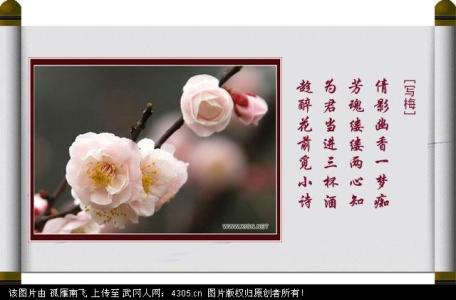 [写梅]
倩影幽香一梦痴
芳魂缕缕两心知
为君当进三杯酒
趁醉花前觅小诗
WWW.XSBN.NET
该图片由 孤雁南飞 上传至 武冈人网：4305.cn 图片版权归原创者所有!